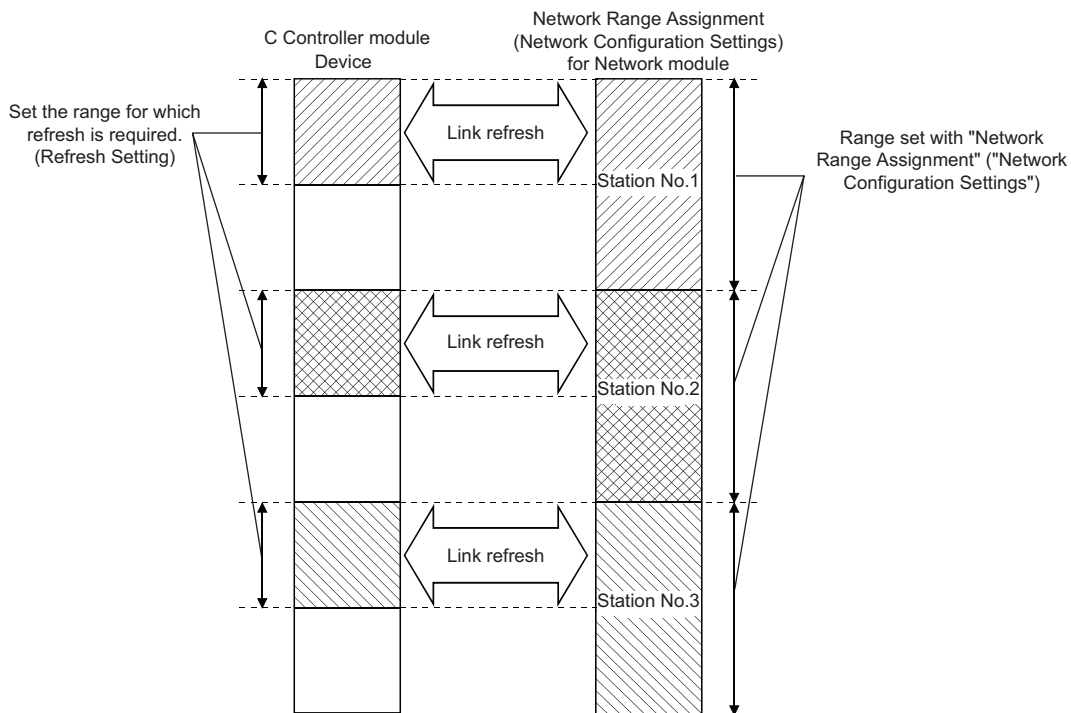 C Controller module
Device
Network Range Assignment
(Network Configuration Settings)
for Network module
Set the range for which
refresh is required.
(Refresh Setting)
Link refresh
Station No.1
Range set with "Network
Range Assignment" ("Network
Configuration Settings")
Link refresh
Station No.2
Link refresh
Station No.3